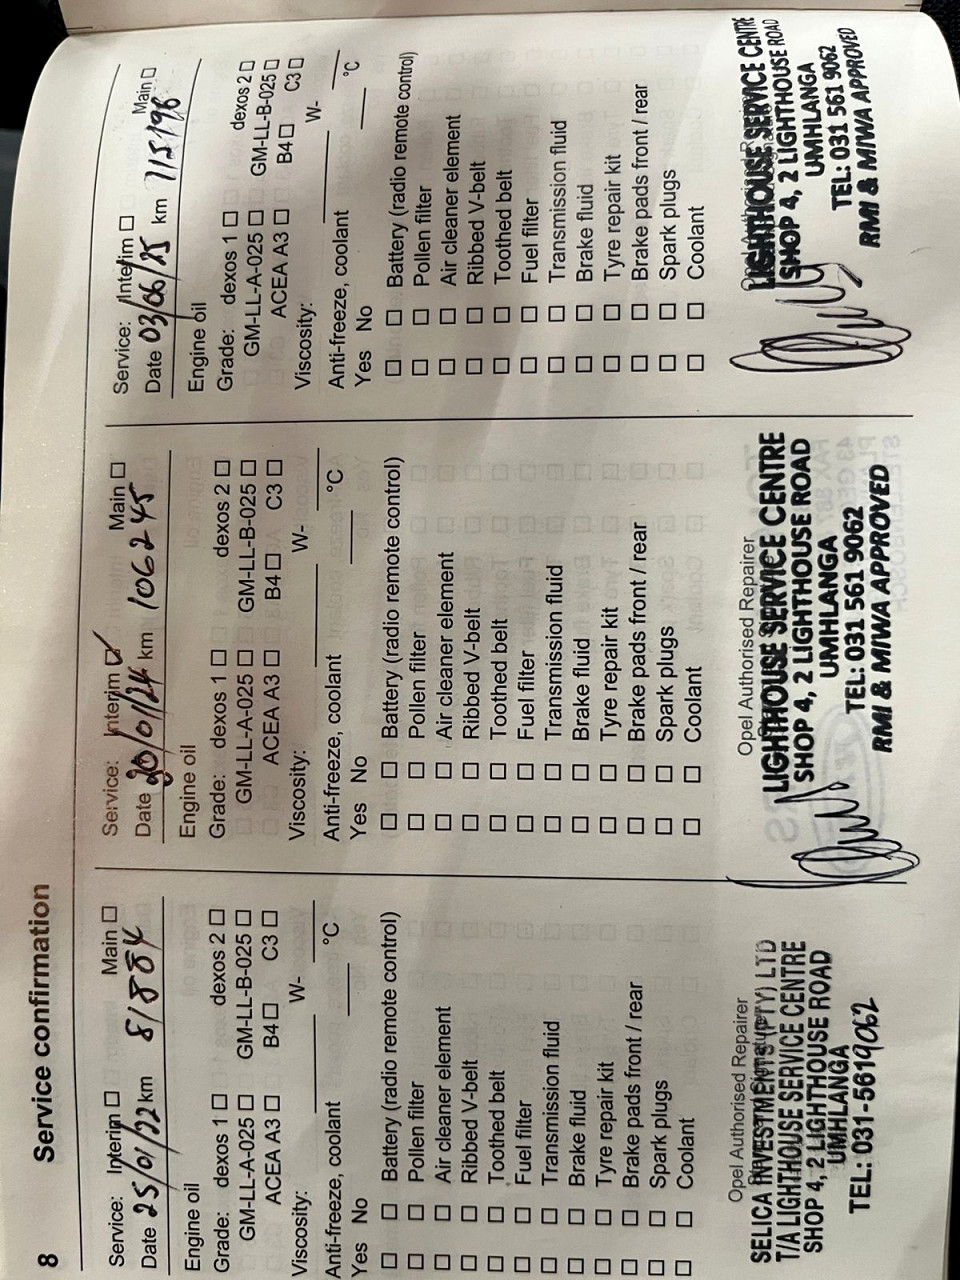 8 Service confirmation
Service: Interim ☐ Main ☐
Date 25/01/22 km 81884
Engine oil
Grade: dexos 1 ☐ dexos 2 ☐
GM-LL-A-025 ☐ GM-LL-B-025 ☐
ACEA A3 ☐ B4 ☐ C3 ☐
Viscosity: W-
Anti-freeze, coolant °C
Yes No
☐ ☐ Battery (radio remote control)
☐ ☐ Pollen filter
☐ ☐ Air cleaner element
☐ ☐ Ribbed V-belt
☐ ☐ Toothed belt
☐ ☐ Fuel filter
☐ ☐ Transmission fluid
☐ ☐ Brake fluid
☐ ☐ Tyre repair kit
☐ ☐ Brake pads front / rear
☐ ☐ Spark plugs
☐ ☐ Coolant
Opel Authorised Repairer
SELICA INVESTMENTS (PTY) LTD
T/A LIGHTHOUSE SERVICE CENTRE
SHOP 4, 2 LIGHTHOUSE ROAD
UMHLANGA
TEL: 031-5619062
Service: Interim ☑ Main ☐
Date 20/01/24 km 106245
Engine oil
Grade: dexos 1 ☐ dexos 2 ☐
GM-LL-A-025 ☐ GM-LL-B-025 ☐
ACEA A3 ☐ B4 ☐ C3 ☐
Viscosity: W-
Anti-freeze, coolant °C
Yes No
☐ ☐ Battery (radio remote control)
☐ ☐ Pollen filter
☐ ☐ Air cleaner element
☐ ☐ Ribbed V-belt
☐ ☐ Toothed belt
☐ ☐ Fuel filter
☐ ☐ Transmission fluid
☐ ☐ Brake fluid
☐ ☐ Tyre repair kit
☐ ☐ Brake pads front / rear
☐ ☐ Spark plugs
☐ ☐ Coolant
Opel Authorised Repairer
LIGHTHOUSE SERVICE CENTRE
SHOP 4, 2 LIGHTHOUSE ROAD
UMHLANGA
TEL: 031 561 9062
RMI & MIWA APPROVED
Service: Interim ☐ Main ☐
Date 03/06/25 km 115196
Engine oil
Grade: dexos 1 ☐ dexos 2 ☐
GM-LL-A-025 ☐ GM-LL-B-025 ☐
ACEA A3 ☐ B4 ☐ C3 ☐
Viscosity: W-
Anti-freeze, coolant °C
Yes No
☐ ☐ Battery (radio remote control)
☐ ☐ Pollen filter
☐ ☐ Air cleaner element
☐ ☐ Ribbed V-belt
☐ ☐ Toothed belt
☐ ☐ Fuel filter
☐ ☐ Transmission fluid
☐ ☐ Brake fluid
☐ ☐ Tyre repair kit
☐ ☐ Brake pads front / rear
☐ ☐ Spark plugs
☐ ☐ Coolant
LIGHTHOUSE SERVICE CENTRE
SHOP 4, 2 LIGHTHOUSE ROAD
UMHLANGA
TEL: 031 561 9062
RMI & MIWA APPROVED